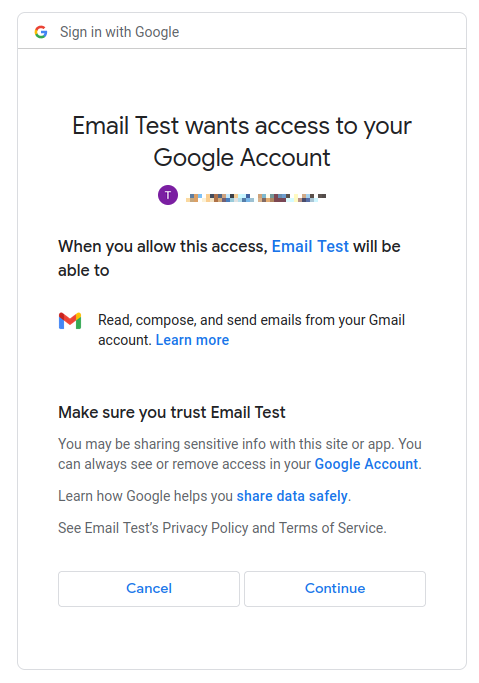 Sign in with Google
Email Test wants access to your
Google Account
T
When you allow this access, Email Test will be
able to
Read, compose, and send emails from your Gmail
account. Learn more
Make sure you trust Email Test
You may be sharing sensitive info with this site or app. You
can always see or remove access in your Google Account.
Learn how Google helps you share data safely.
See Email Test’s Privacy Policy and Terms of Service.
Cancel
Continue